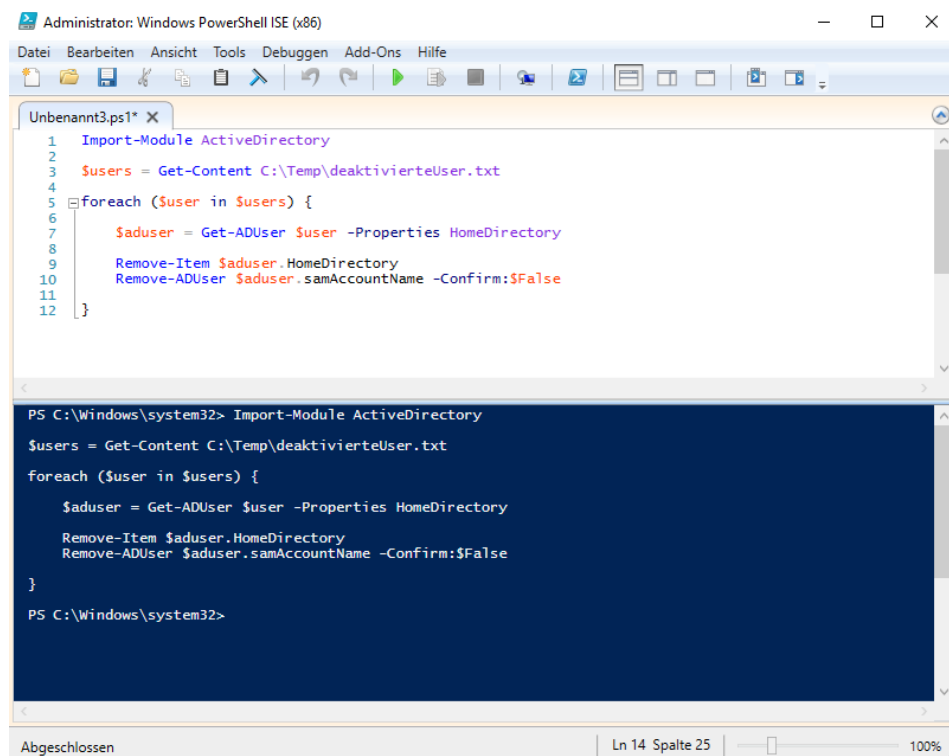 Administrator: Windows PowerShell ISE (x86)
Datei Bearbeiten Ansicht Tools Debuggen Add-Ons Hilfe
Unbenannt3.ps1* X
1 Import-Module ActiveDirectory
2
3 $users = Get-Content C:\Temp\deaktivierteUser.txt
4
5 foreach ($user in $users) {
6
7 $aduser = Get-ADUser $user -Properties HomeDirectory
8
9 Remove-Item $aduser.HomeDirectory
10 Remove-ADUser $aduser.samAccountName -Confirm:$False
11
12 }
PS C:\Windows\system32> Import-Module ActiveDirectory
$users = Get-Content C:\Temp\deaktivierteUser.txt
foreach ($user in $users) {
$aduser = Get-ADUser $user -Properties HomeDirectory
Remove-Item $aduser.HomeDirectory
Remove-ADUser $aduser.samAccountName -Confirm:$False
}
PS C:\Windows\system32>
Abgeschlossen Ln 14 Spalte 25 100%